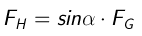 F_H = sinα · F_G